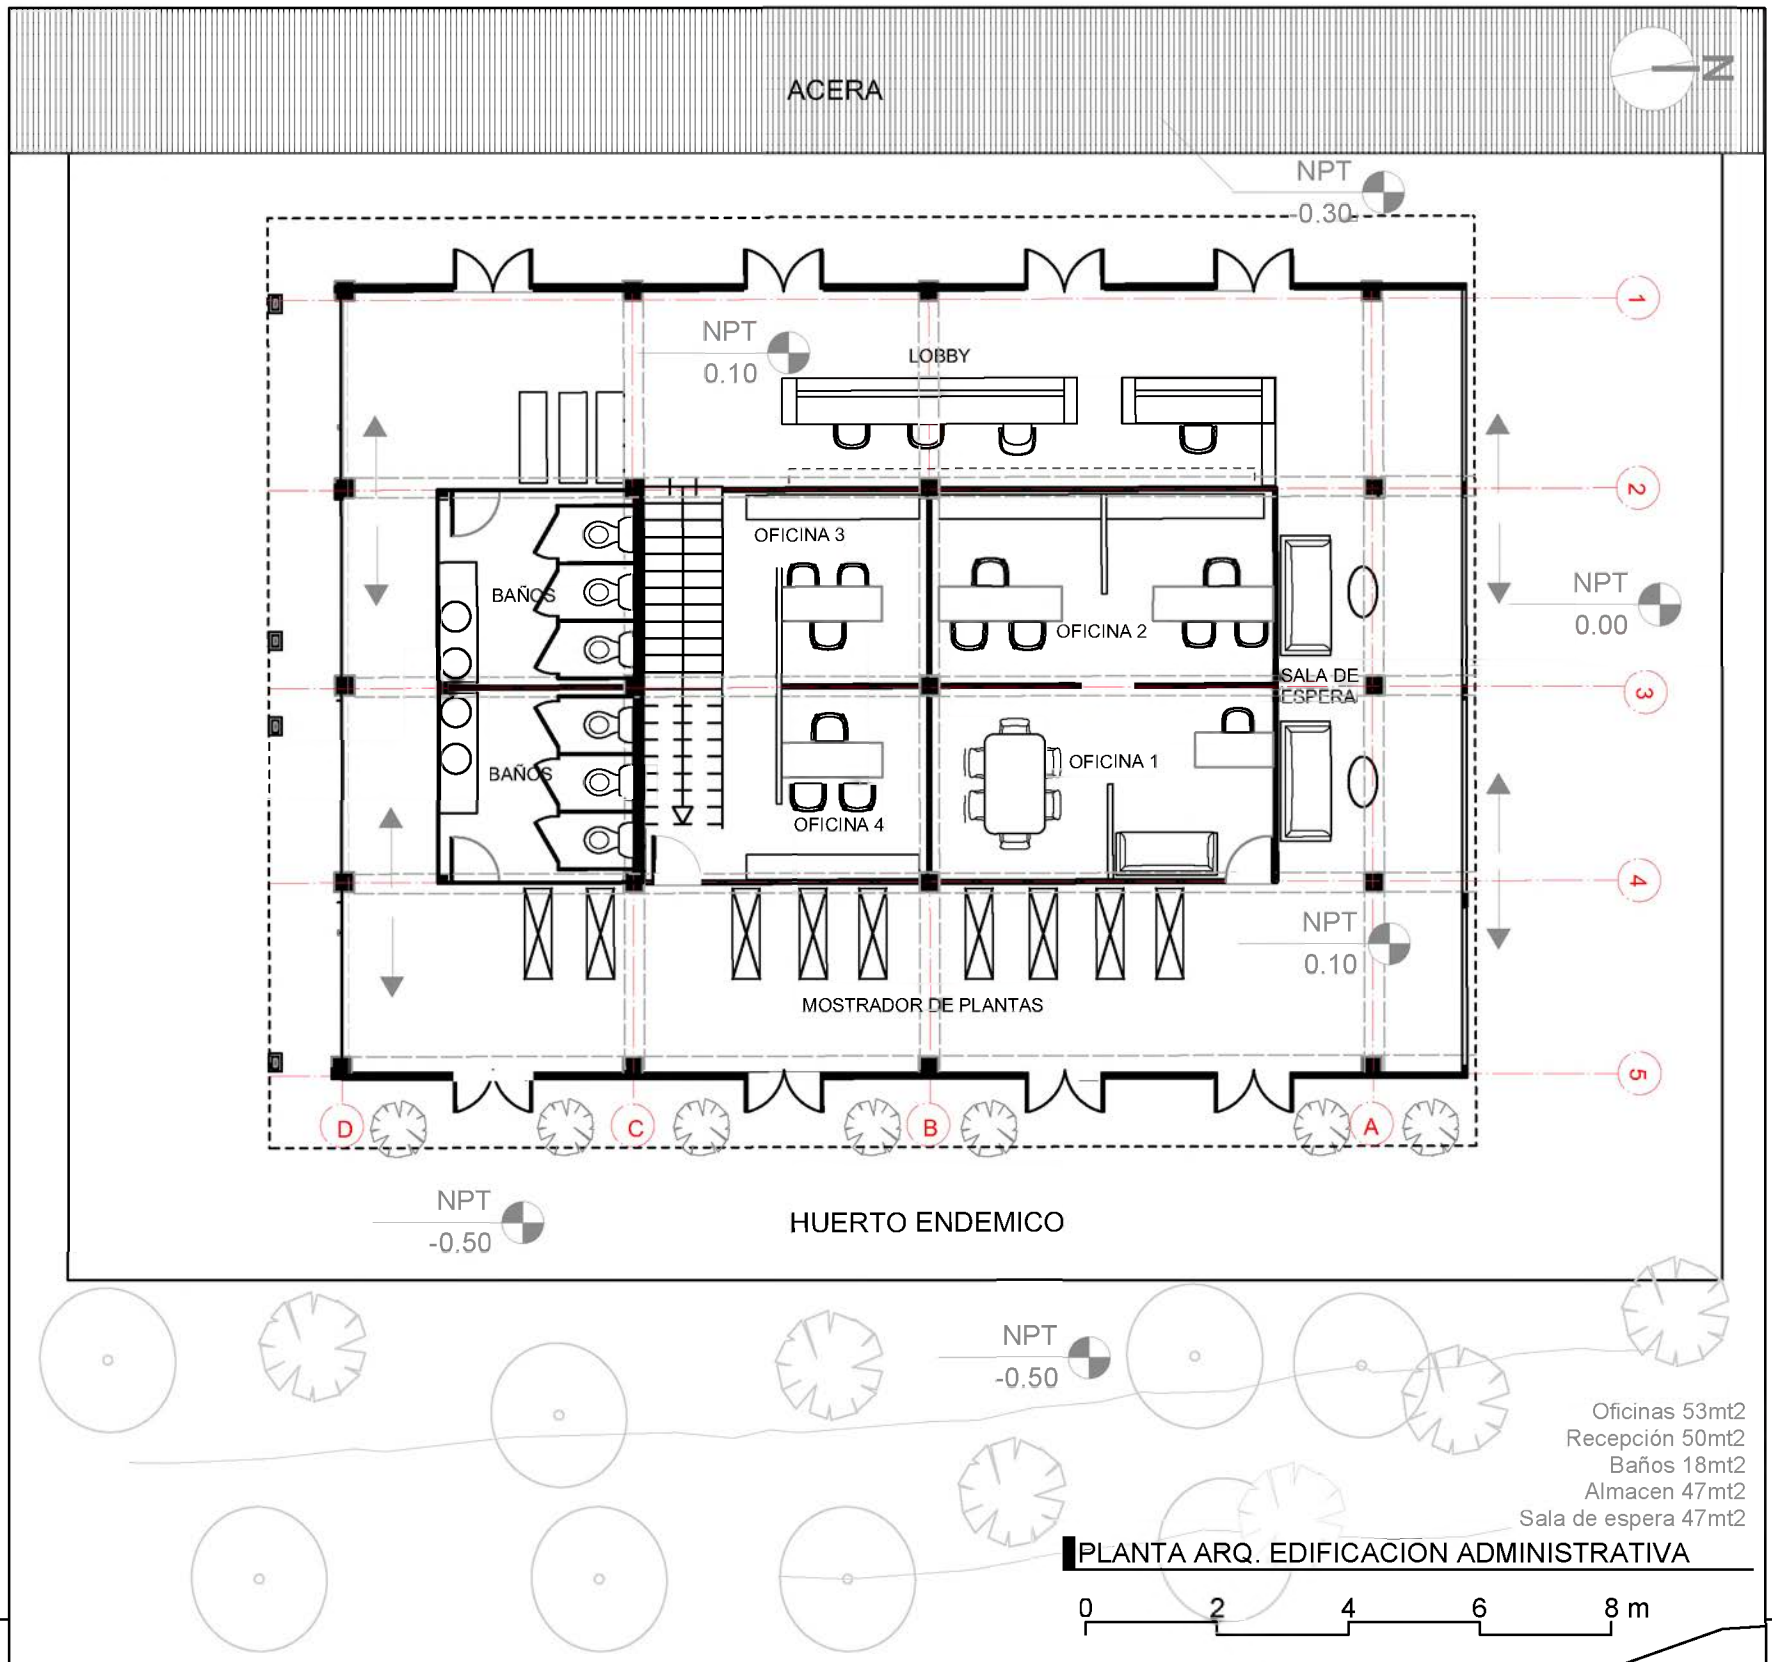 ACERA
N
NPT
-0.30
1
NPT
0.10
LOBBY
2
OFICINA 3
BAÑOS
OFICINA 2
NPT
0.00
SALA DE
ESPERA
3
BAÑOS
OFICINA 1
OFICINA 4
4
NPT
0.10
MOSTRADOR DE PLANTAS
5
D
C
B
A
NPT
-0.50
HUERTO ENDEMICO
NPT
-0.50
Oficinas 53mt2
Recepción 50mt2
Baños 18mt2
Almacen 47mt2
Sala de espera 47mt2
PLANTA ARQ. EDIFICACION ADMINISTRATIVA
0 2 4 6 8 m